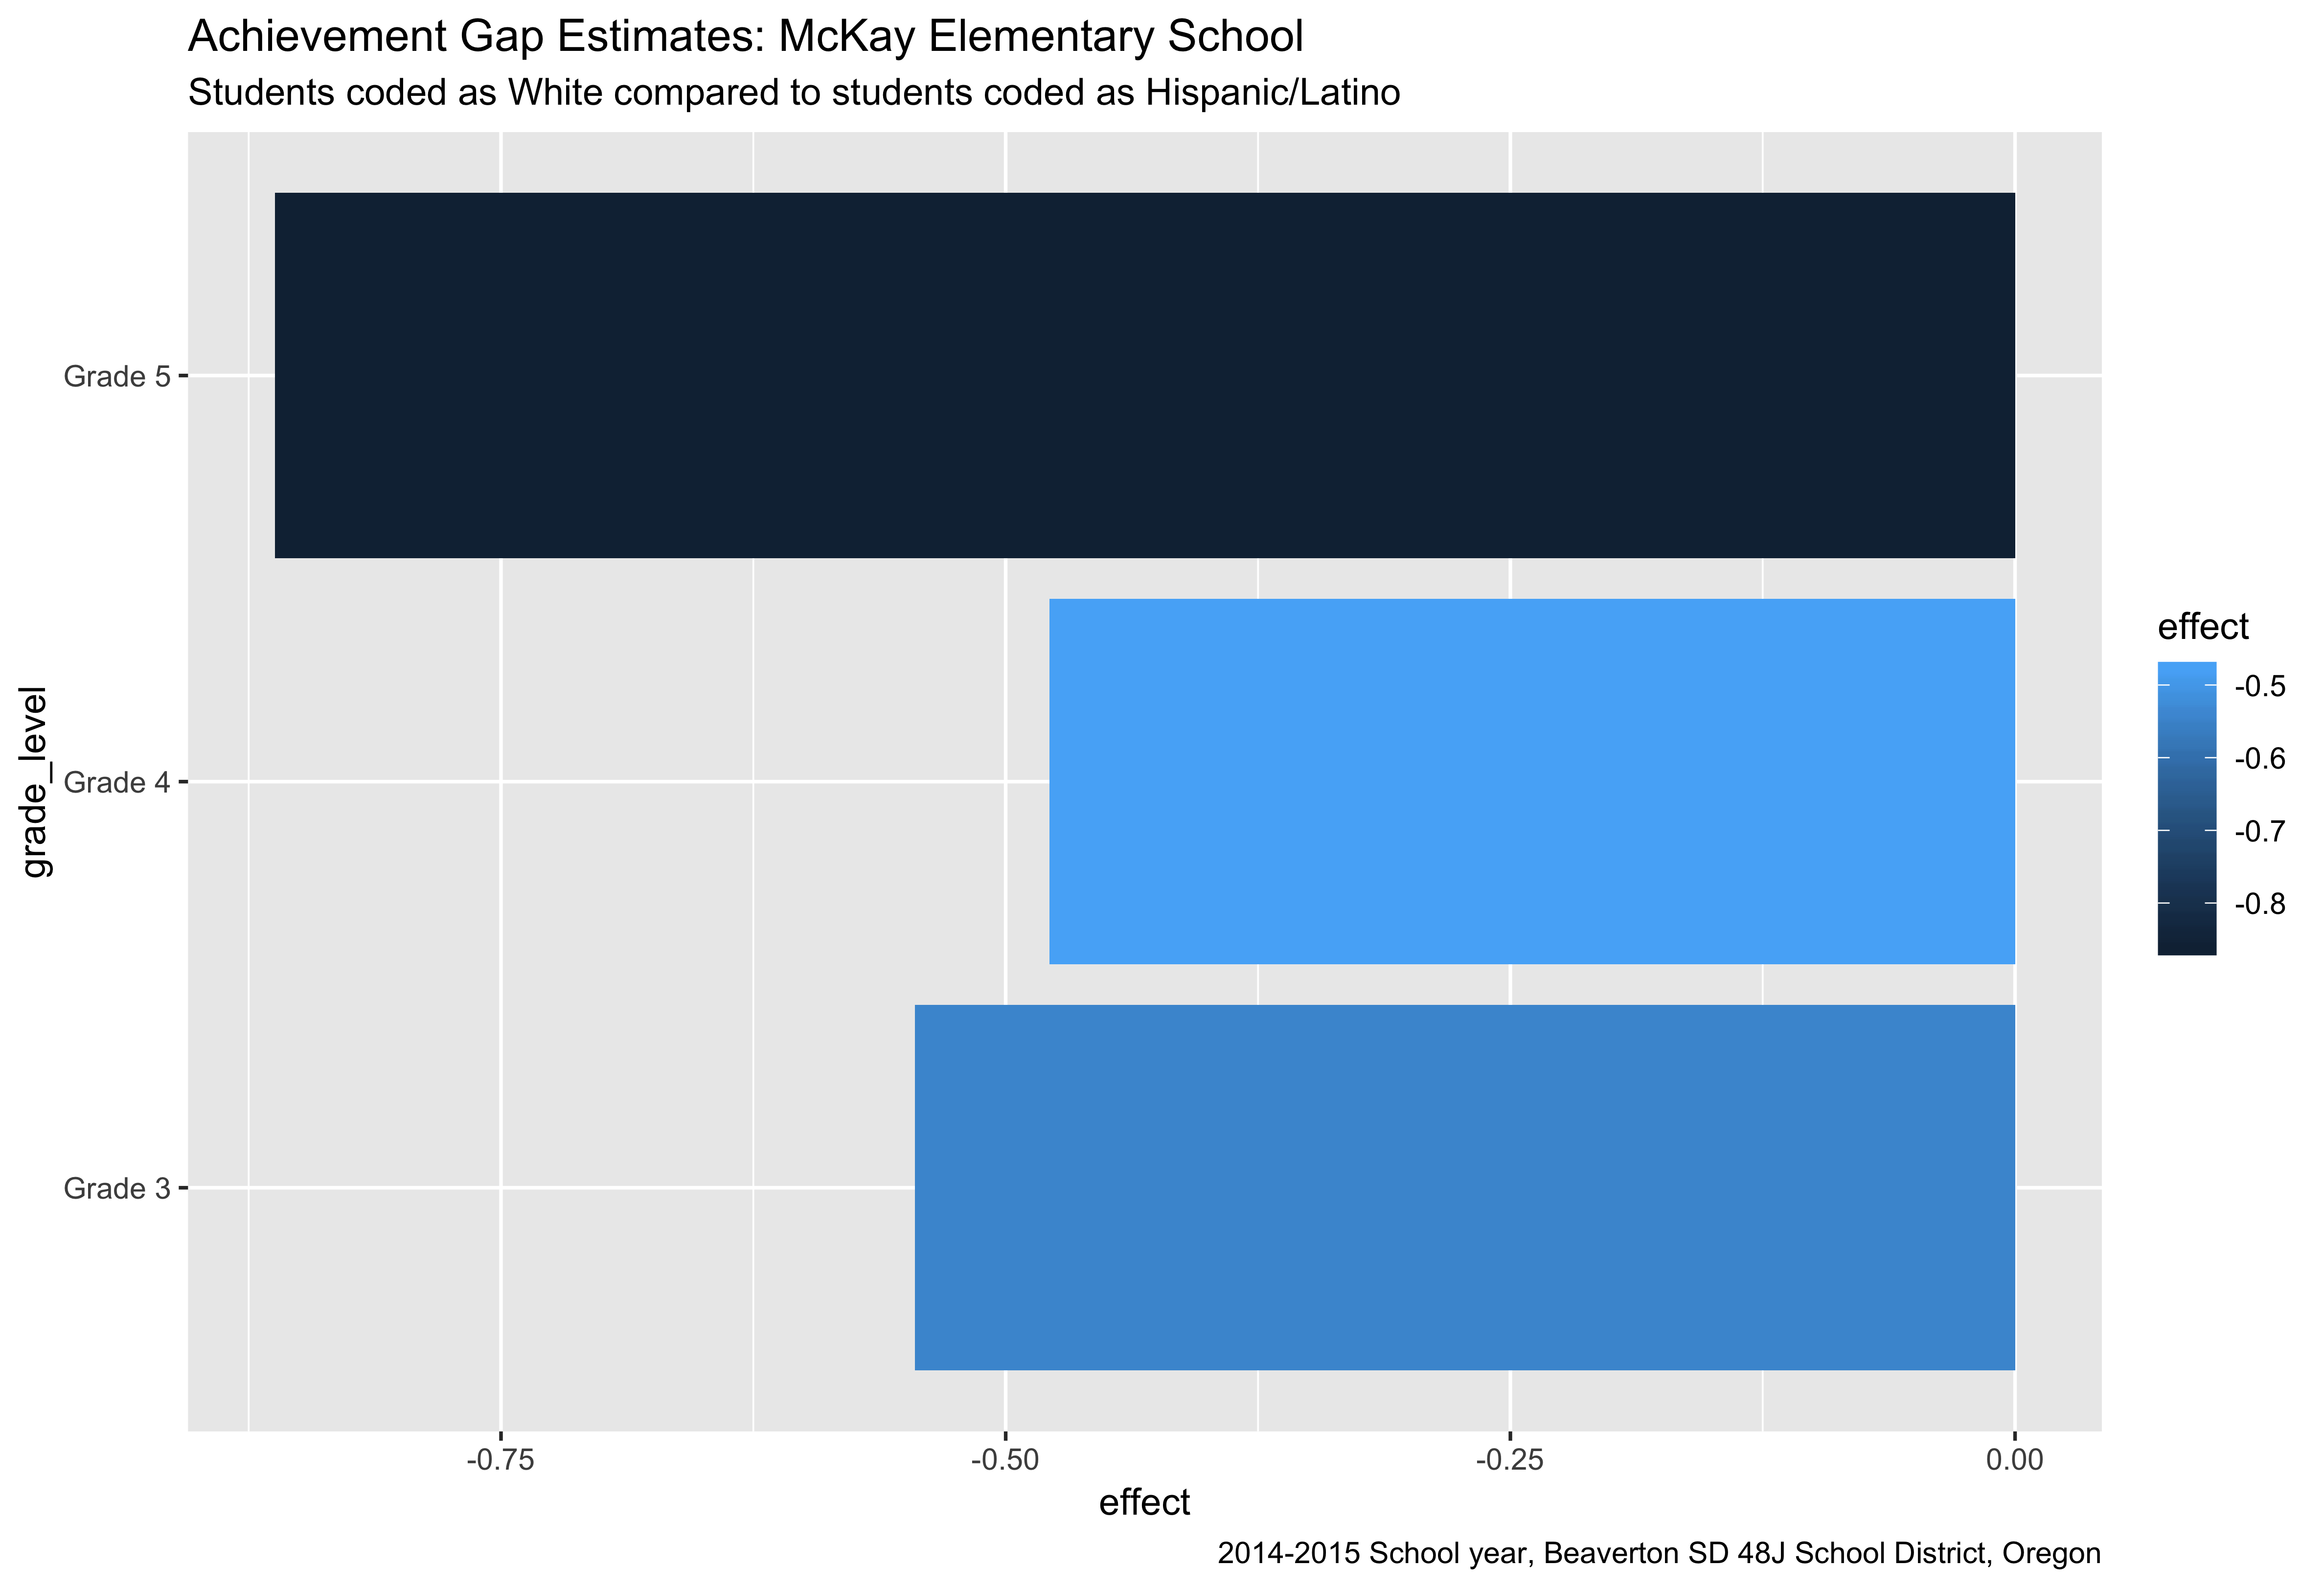 Achievement Gap Estimates: McKay Elementary School
Students coded as White compared to students coded as Hispanic/Latino
grade_level
Grade 5
Grade 4
Grade 3
-0.75
-0.50
-0.25
0.00
effect
effect
-0.5
-0.6
-0.7
-0.8
2014-2015 School year, Beaverton SD 48J School District, Oregon